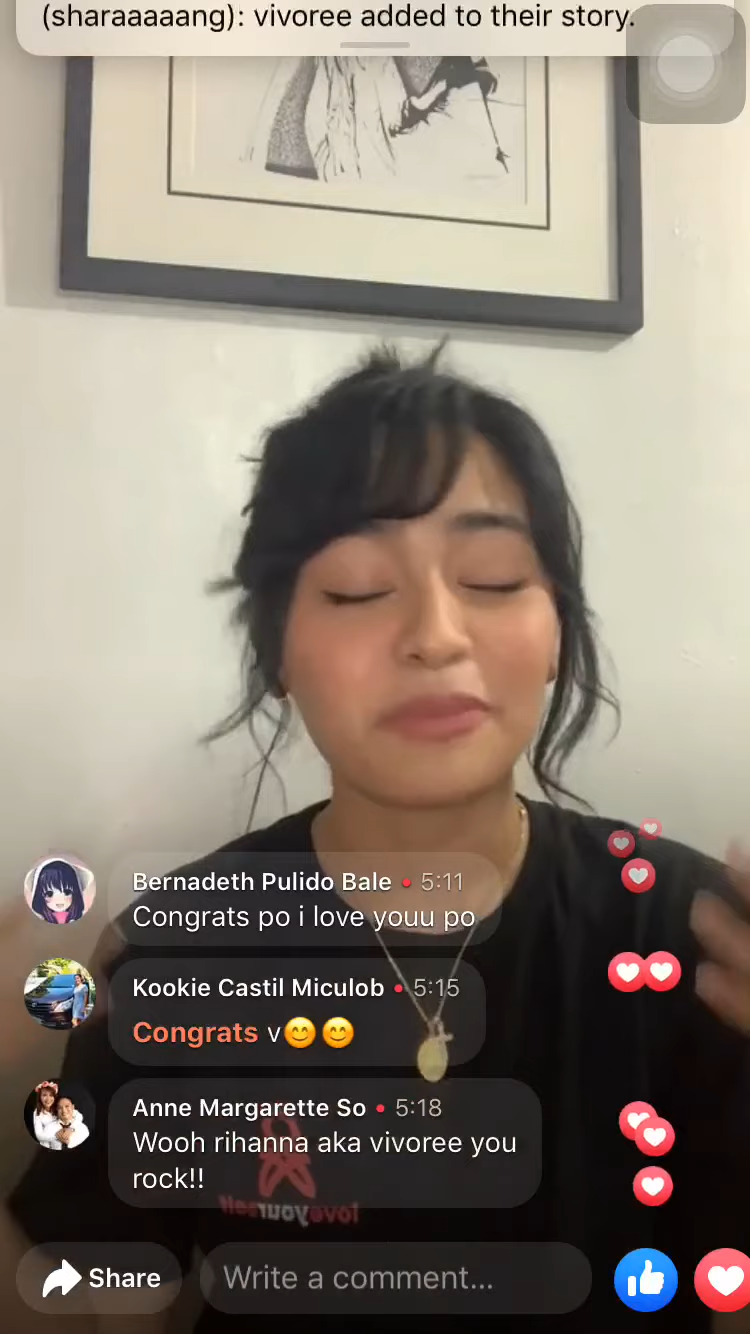 (sharaaaaang): vivoree added to their story.
Bernadeth Pulido Bale • 5:11
Congrats po i love youu po
Kookie Castil Miculob • 5:15
Congrats v😊😊
Anne Margarette So • 5:18
Wooh rihanna aka vivoree you
rock!!
loveyourself
Share
Write a comment...